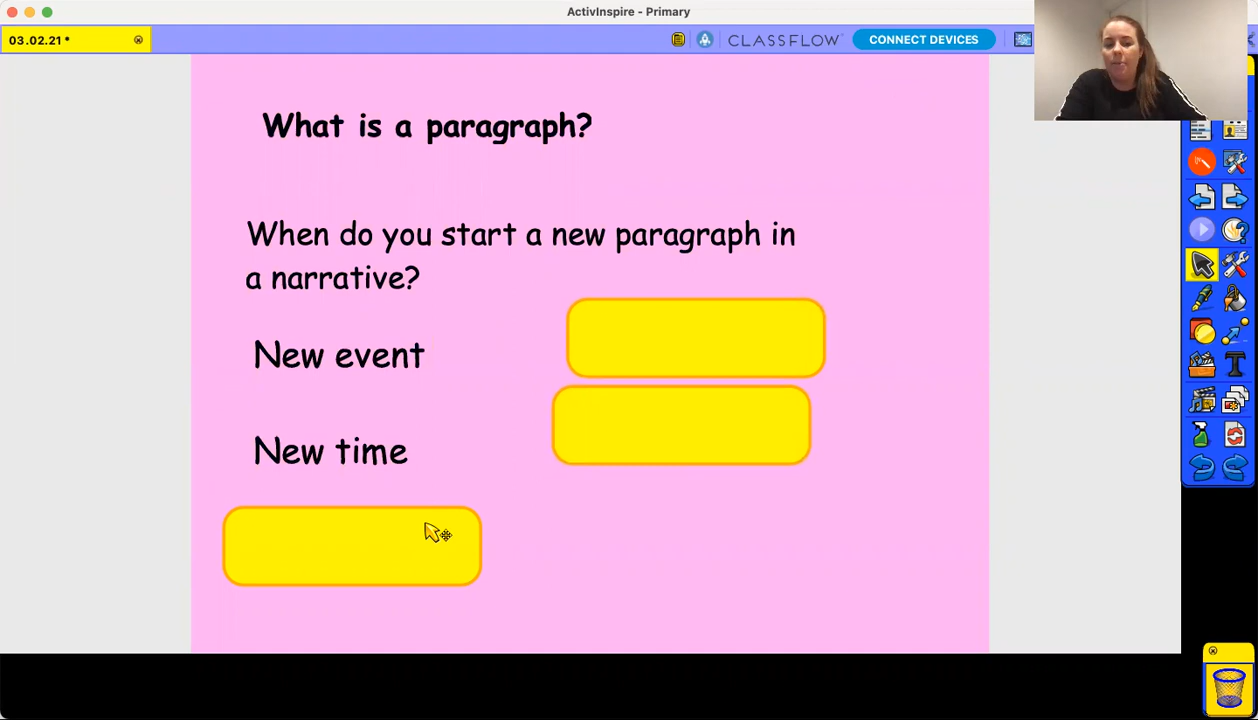 ActivInspire - Primary
03.02.21 *
CLASSFLOW
CONNECT DEVICES
What is a paragraph?
When do you start a new paragraph in
a narrative?
New event
New time